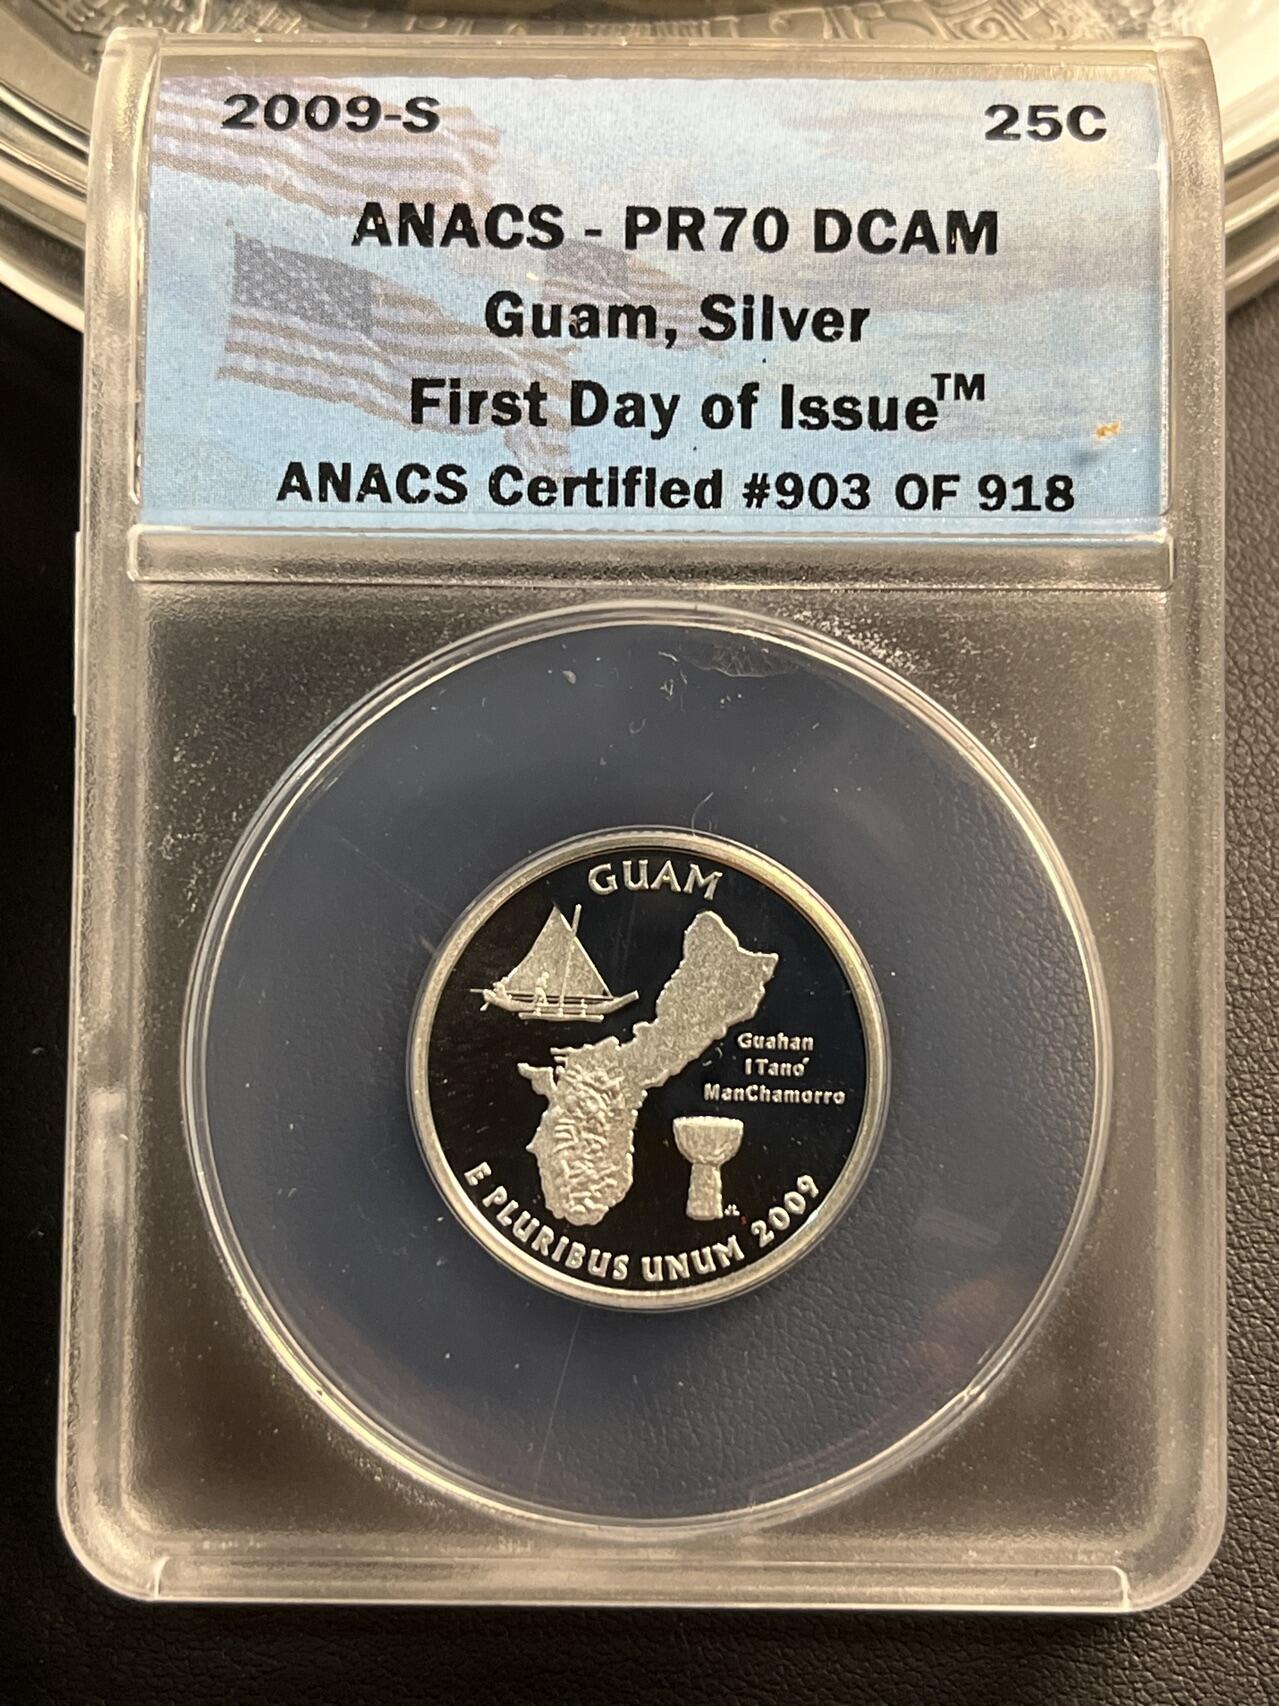 2009-S 25C
ANACS - PR70 DCAM
Guam, Silver
First Day of Issue™
ANACS Certified #903 OF 918
GUAM
Guahan
I Tano'
ManChamorro
JL
E PLURIBUS UNUM 2009